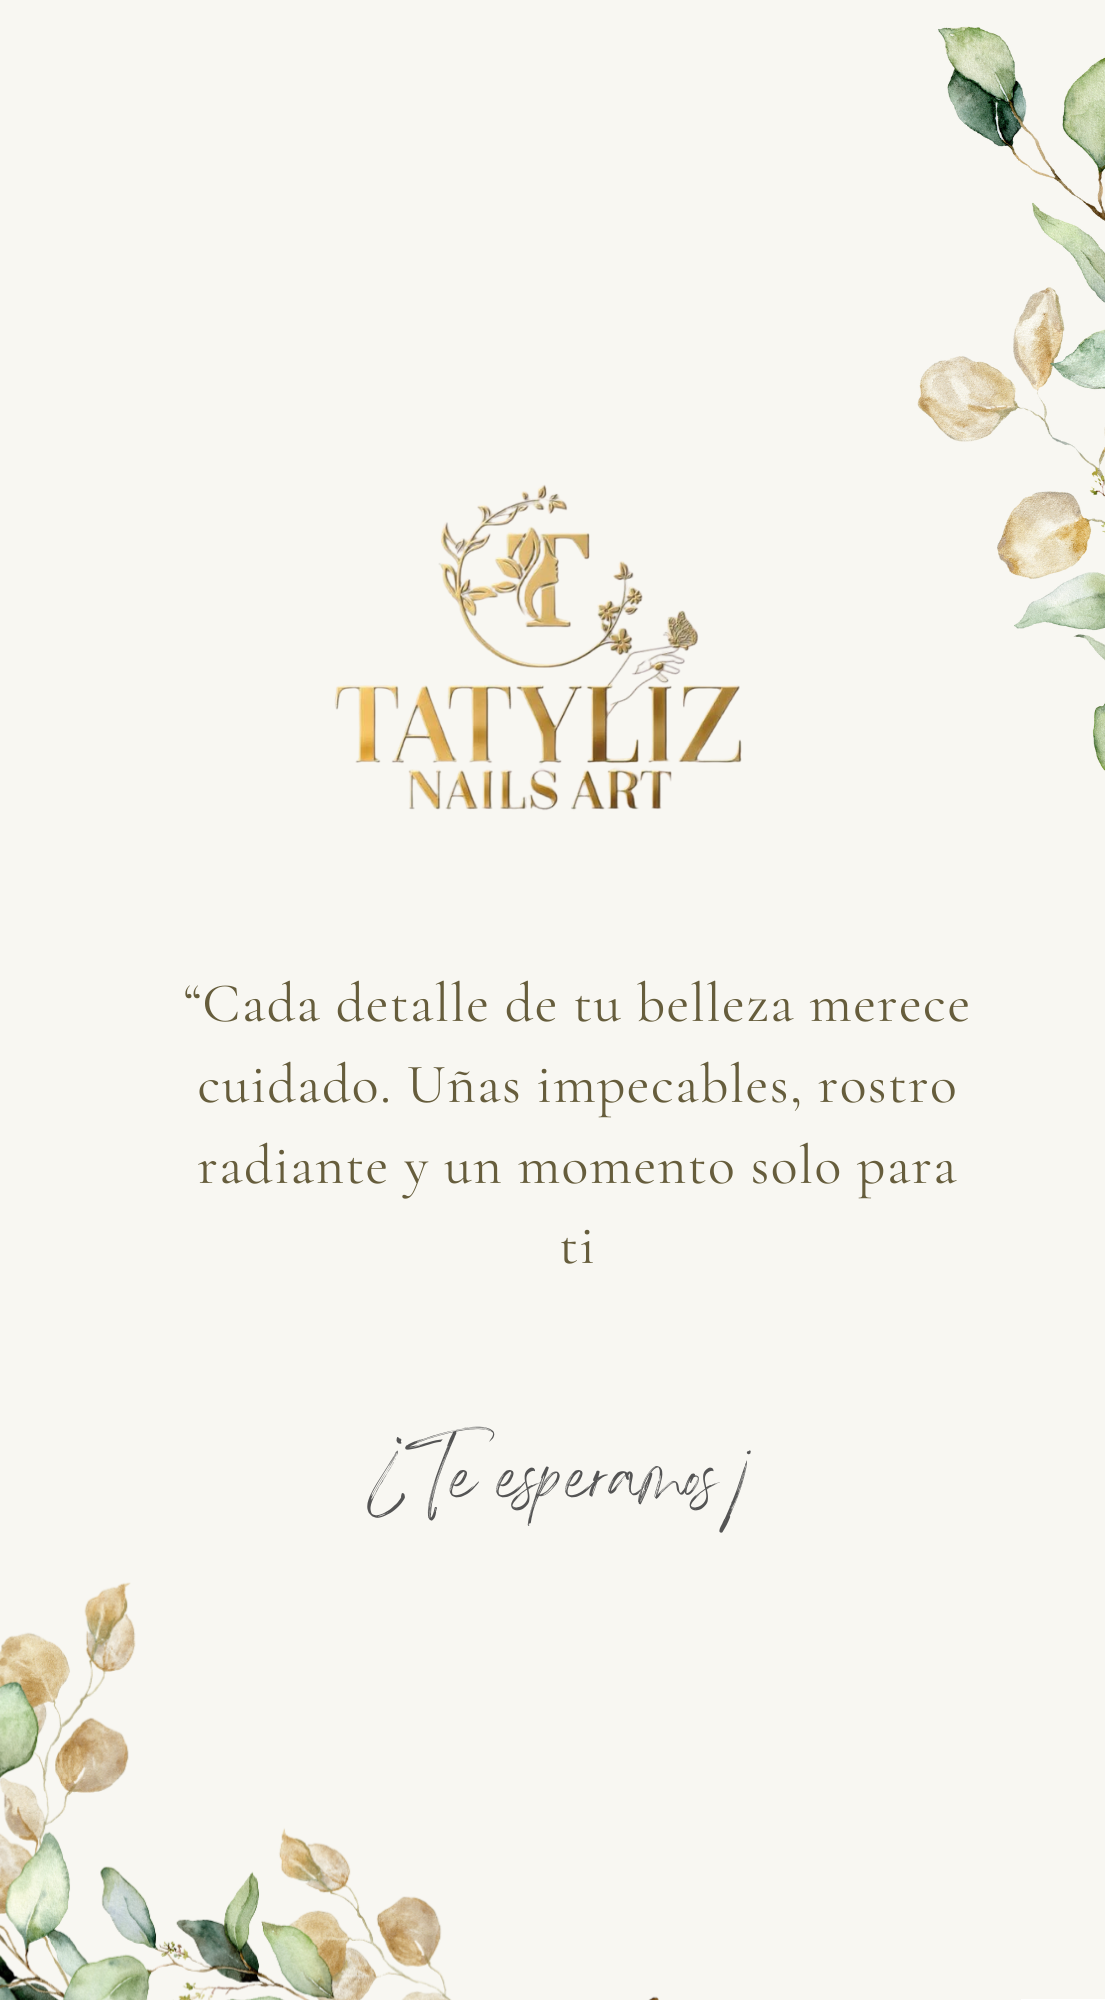 T
TATYLIZ
NAILS ART
“Cada detalle de tu belleza merece
cuidado. Uñas impecables, rostro
radiante y un momento solo para
ti
¡Te esperamos!